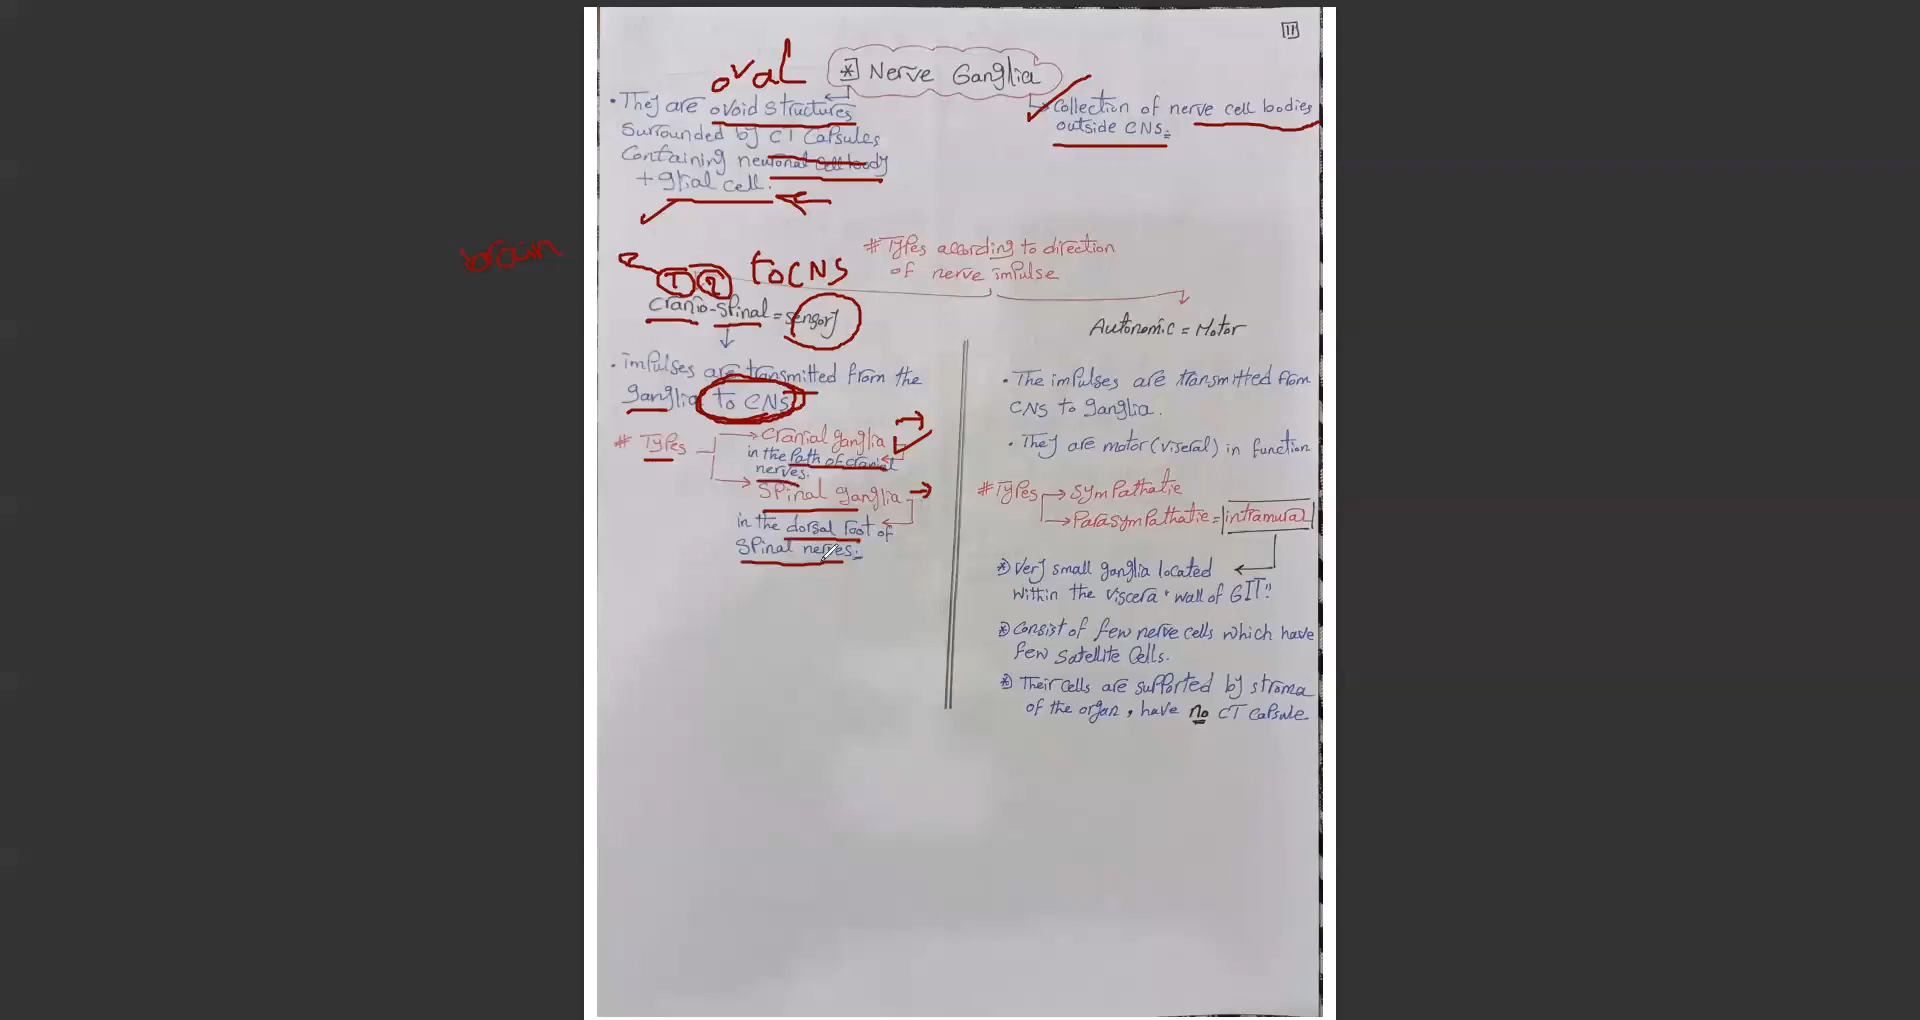 11
oval
* Nerve Ganglia
• They are ovoid structures
surrounded by CT Capsules
Containing neuronal cell body
+ glial cell.
Collection of nerve cell bodies
outside CNS.
brain
# Types according to direction
of nerve impulse
1 2 to CNS
Cranio-spinal = sensory
• impulses are transmitted from the
ganglia to CNS
# Types
Cranial ganglia
in the Path of cranial
nerves.
Spinal ganglia
in the dorsal root of
Spinal nerves.
Autonomic = Motor
• The impulses are transmitted from
CNS to ganglia.
• They are motor (viseral) in function
# Types
Sympathatic
Parasympathatic = intramural
* Very small ganglia located
within the viscera "wall of GIT"
* Consist of few nerve cells which have
few satellite cells.
* Their cells are supported by stroma
of the organ, have no CT capsule